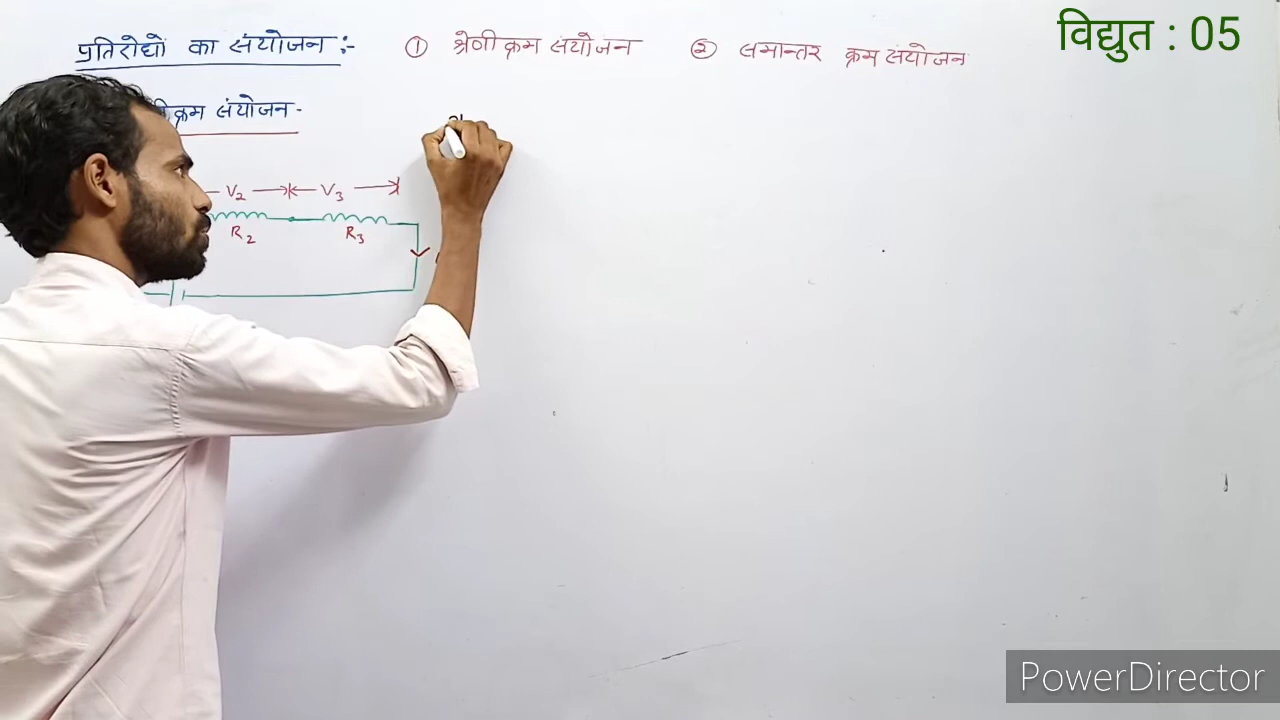 विद्युत : 05
प्रतिरोधों का संयोजन :- ① श्रेणीक्रम संयोजन ② समान्तर क्रम संयोजन
क्रम संयोजन -
V2 V3
R2 R3
PowerDirector